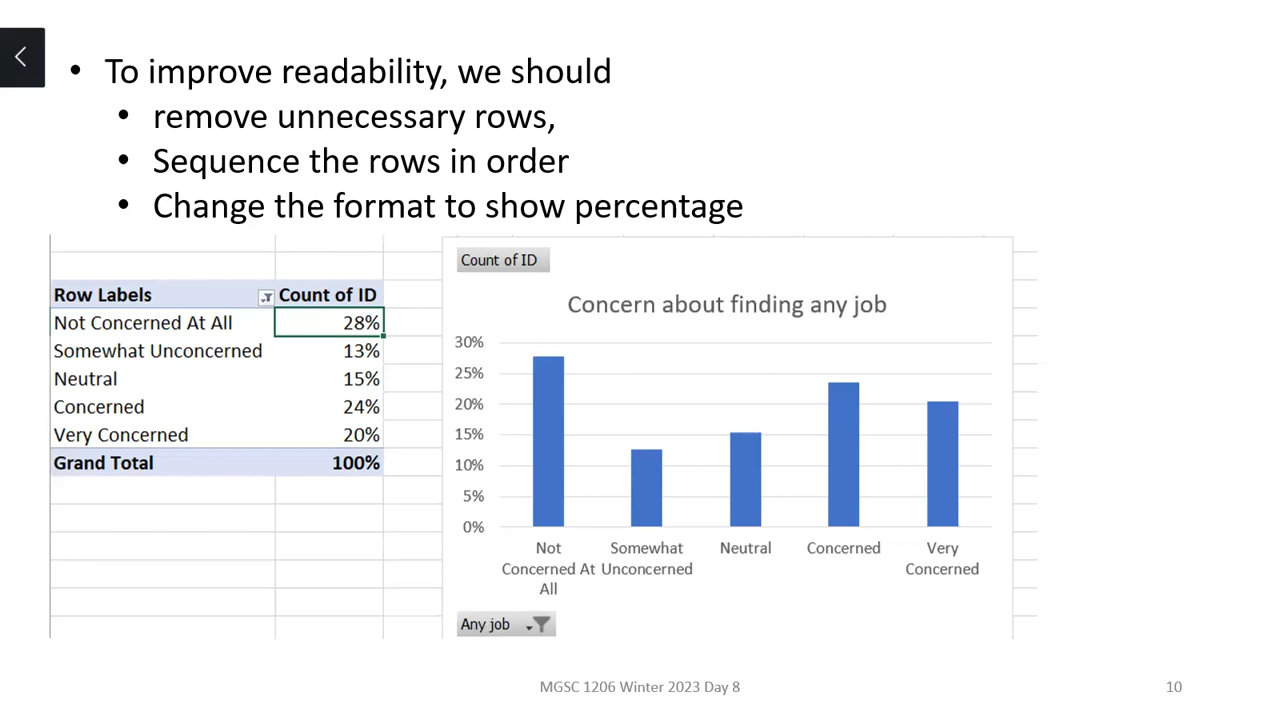 • To improve readability, we should
• remove unnecessary rows,
• Sequence the rows in order
• Change the format to show percentage
Row Labels Count of ID
Not Concerned At All 28%
Somewhat Unconcerned 13%
Neutral 15%
Concerned 24%
Very Concerned 20%
Grand Total 100%
Count of ID
Concern about finding any job
30%
25%
20%
15%
10%
5%
0%
Not Concerned At All
Somewhat Unconcerned
Neutral
Concerned
Very Concerned
Any job
MGSC 1206 Winter 2023 Day 8
10